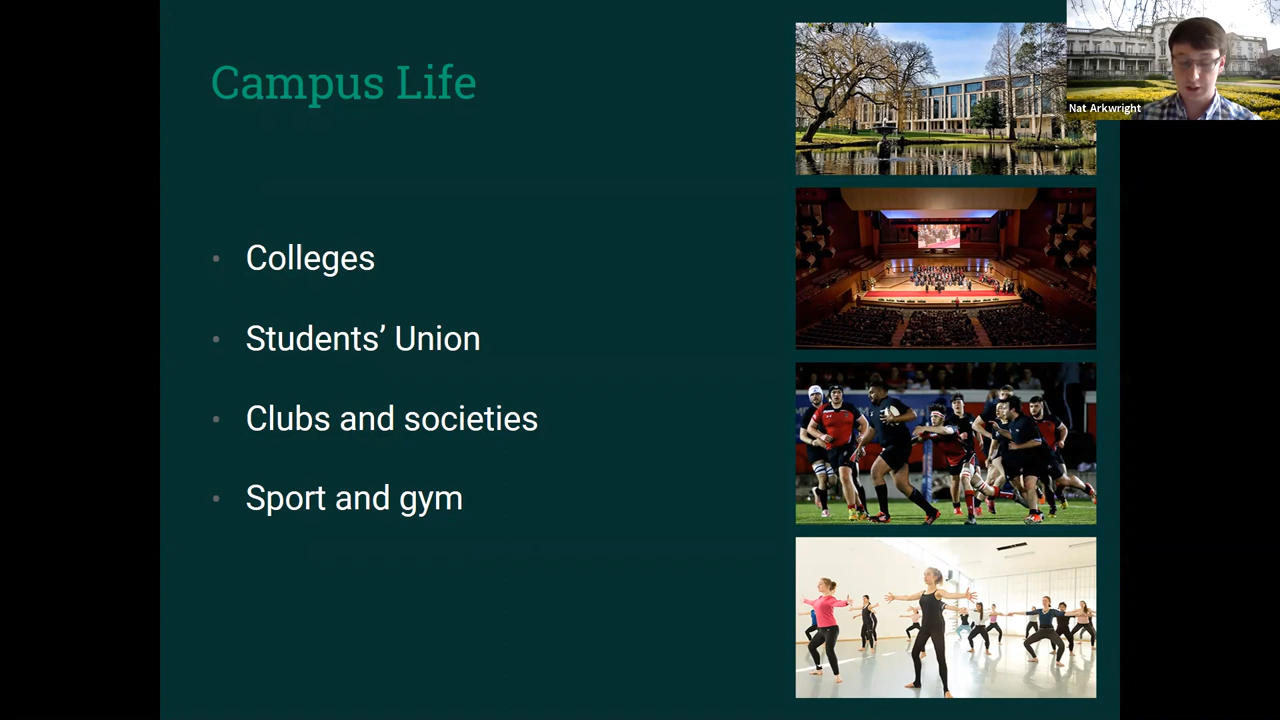 Campus Life
Nat Arkwright
• Colleges
• Students’ Union
• Clubs and societies
• Sport and gym